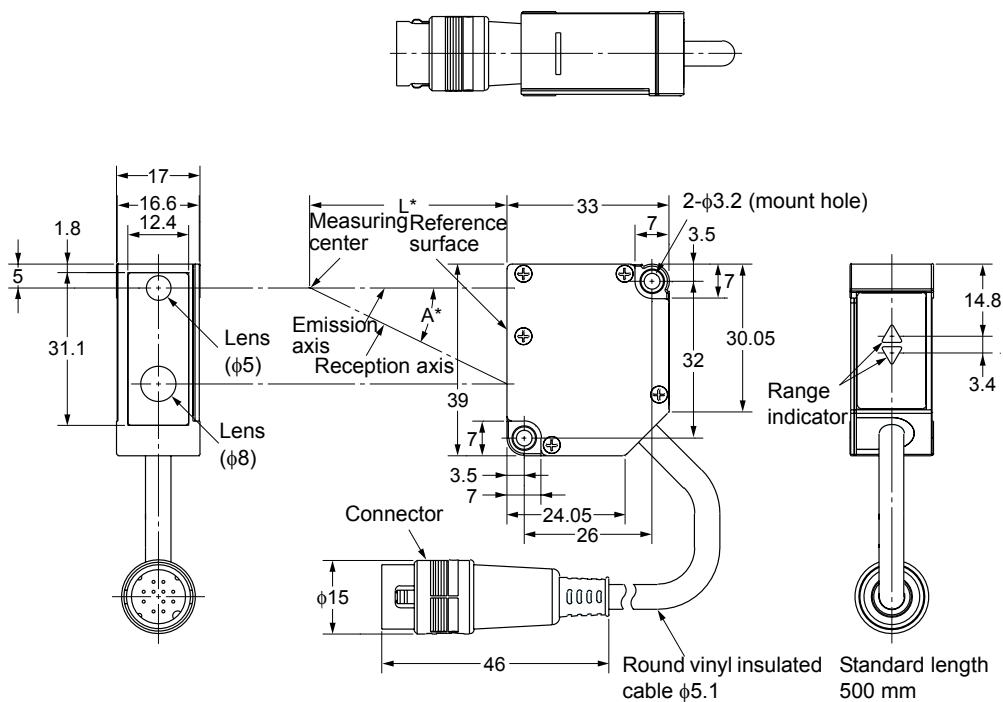 17
16.6
12.4
1.8
5
31.1
Lens
(ϕ5)
Lens
(ϕ8)
L*
Measuring
center
Reference
surface
Emission
axis
A*
Reception axis
33
2-ϕ3.2 (mount hole)
7
3.5
7
30.05
32
39
7
3.5
7
24.05
26
14.8
3.4
Range
indicator
Connector
ϕ15
46
Round vinyl insulated
cable ϕ5.1
Standard length
500 mm